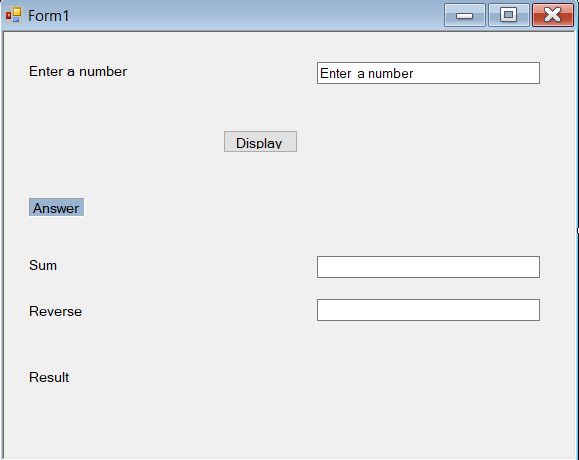 Form1
Enter a number Enter a number
Display
Answer
Sum
Reverse
Result